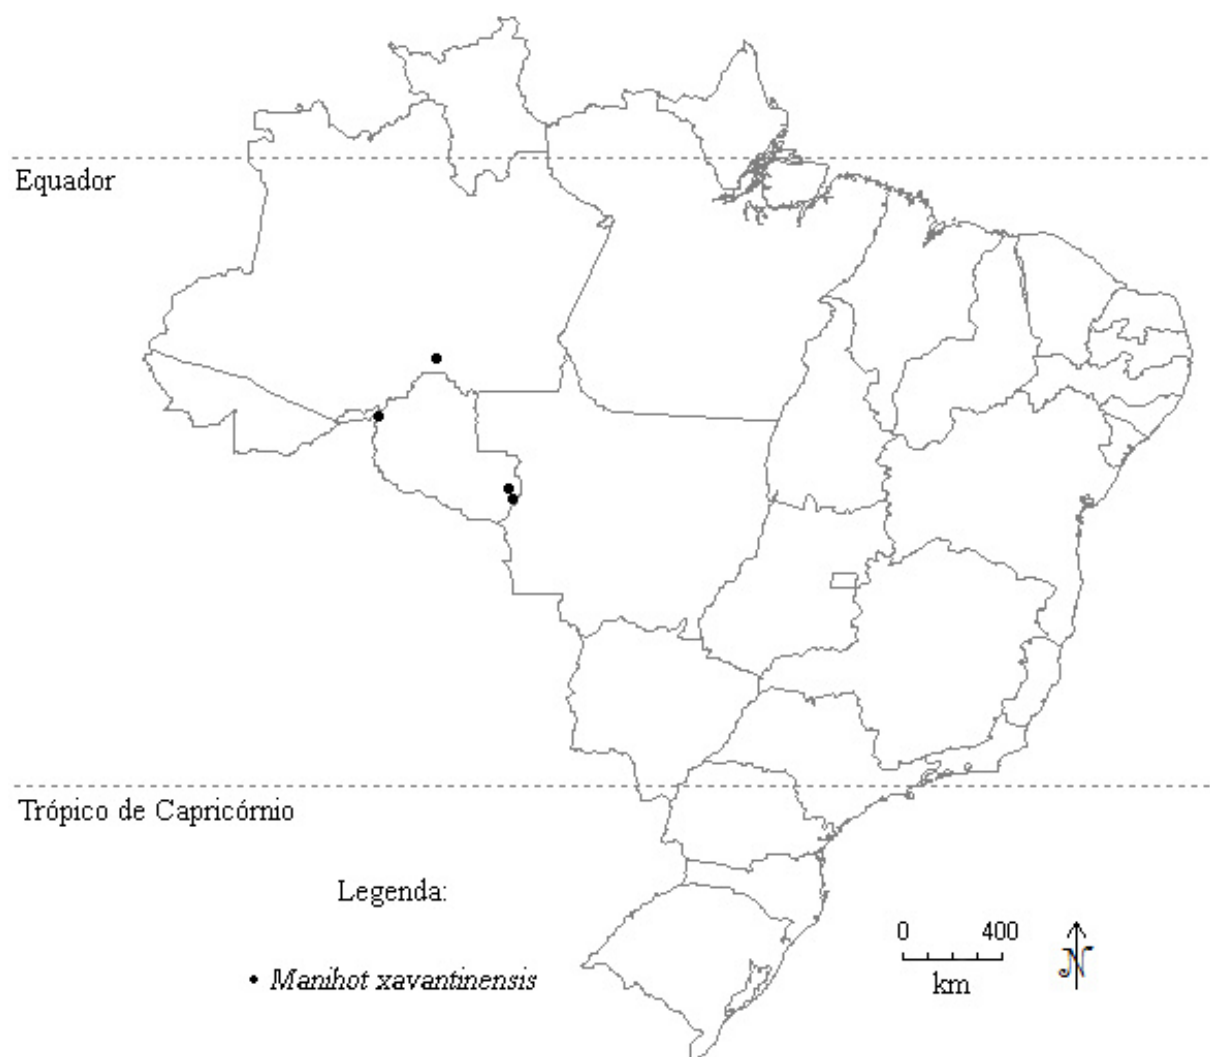 Equador
Trópico de Capricórnio
Legenda:
• Manihot xavantinensis
0 400
km
N